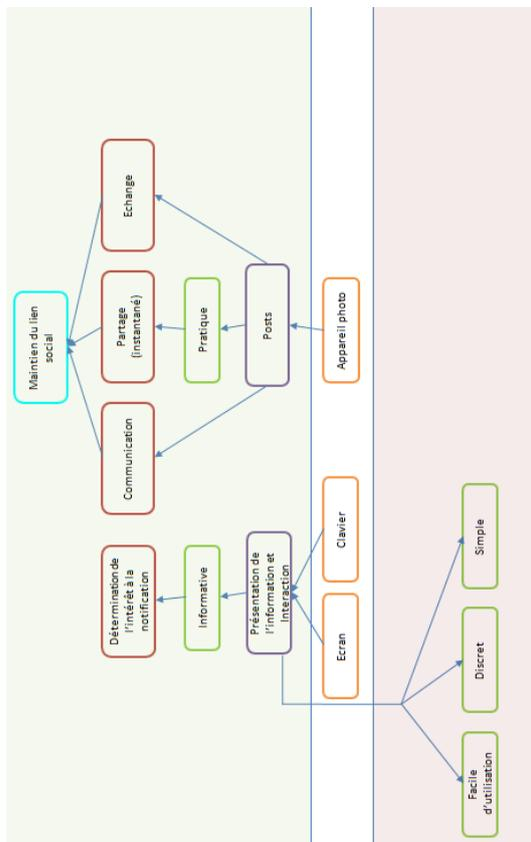 Maintien du lien
social
Détermination de
l'intérêt à la
notification
Communication
Partage
(instantané)
Echange
Informative
Pratique
Présentation de
l'information et
Interaction
Posts
Ecran
Clavier
Appareil photo
Facile
d'utilisation
Discret
Simple